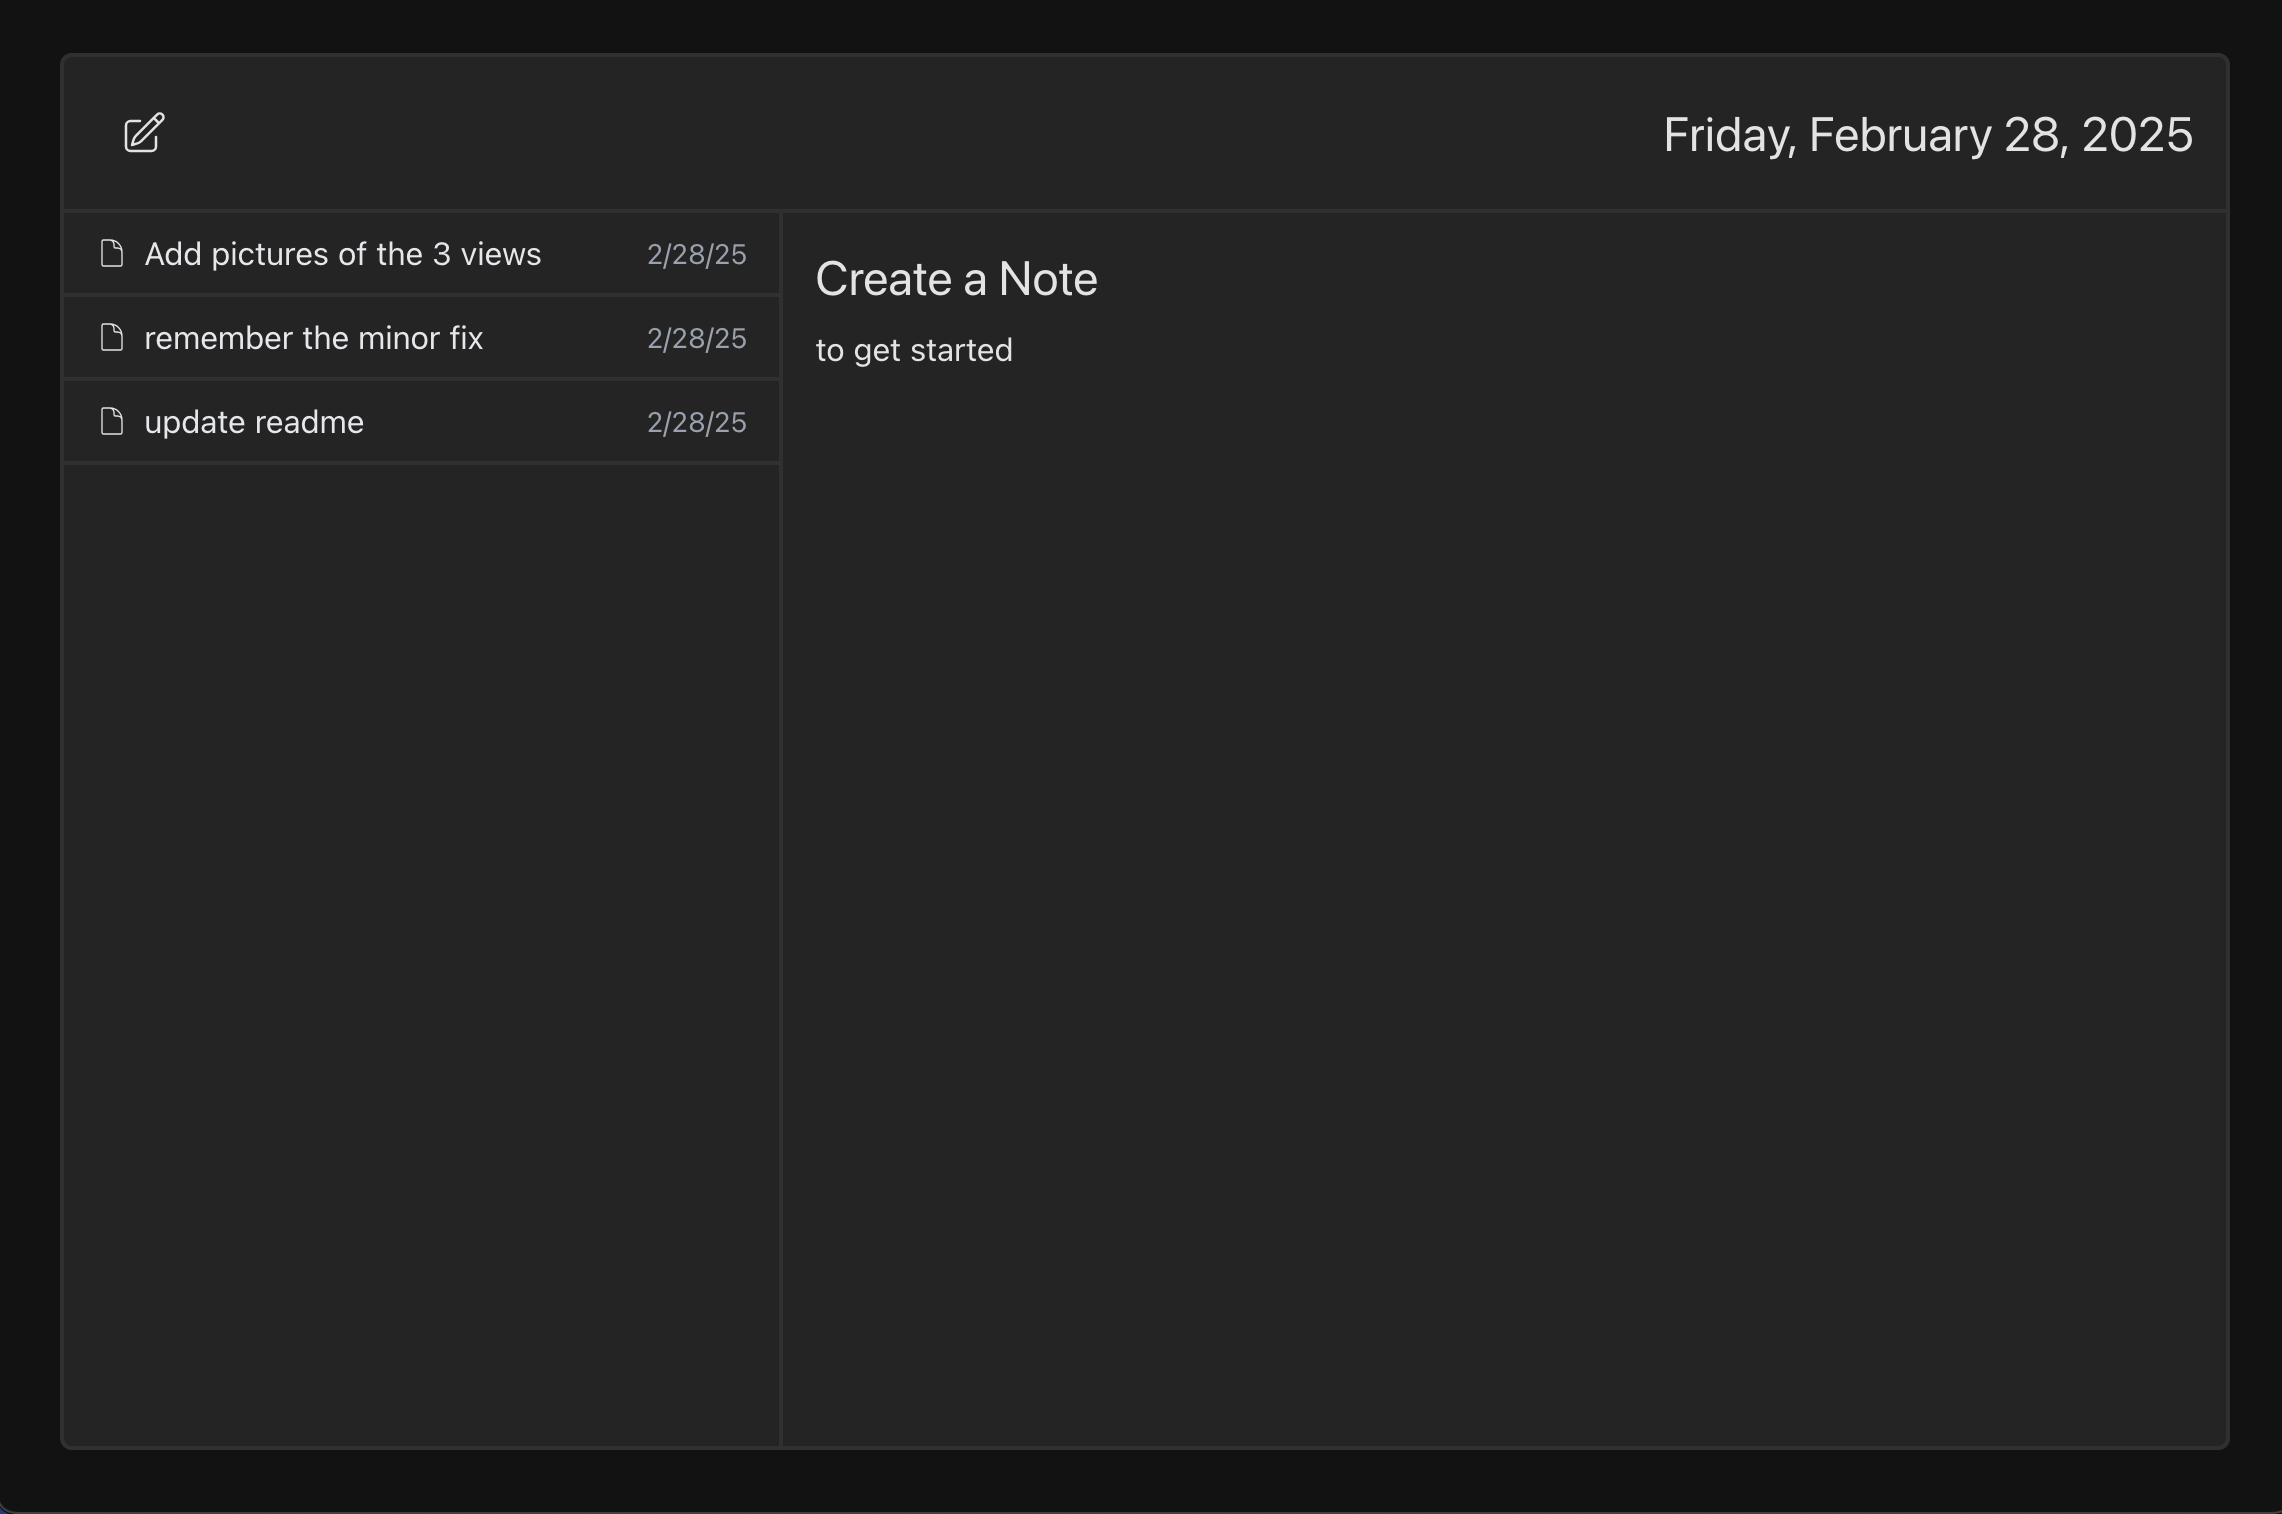 Friday, February 28, 2025
Add pictures of the 3 views 2/28/25
remember the minor fix 2/28/25
update readme 2/28/25
Create a Note
to get started